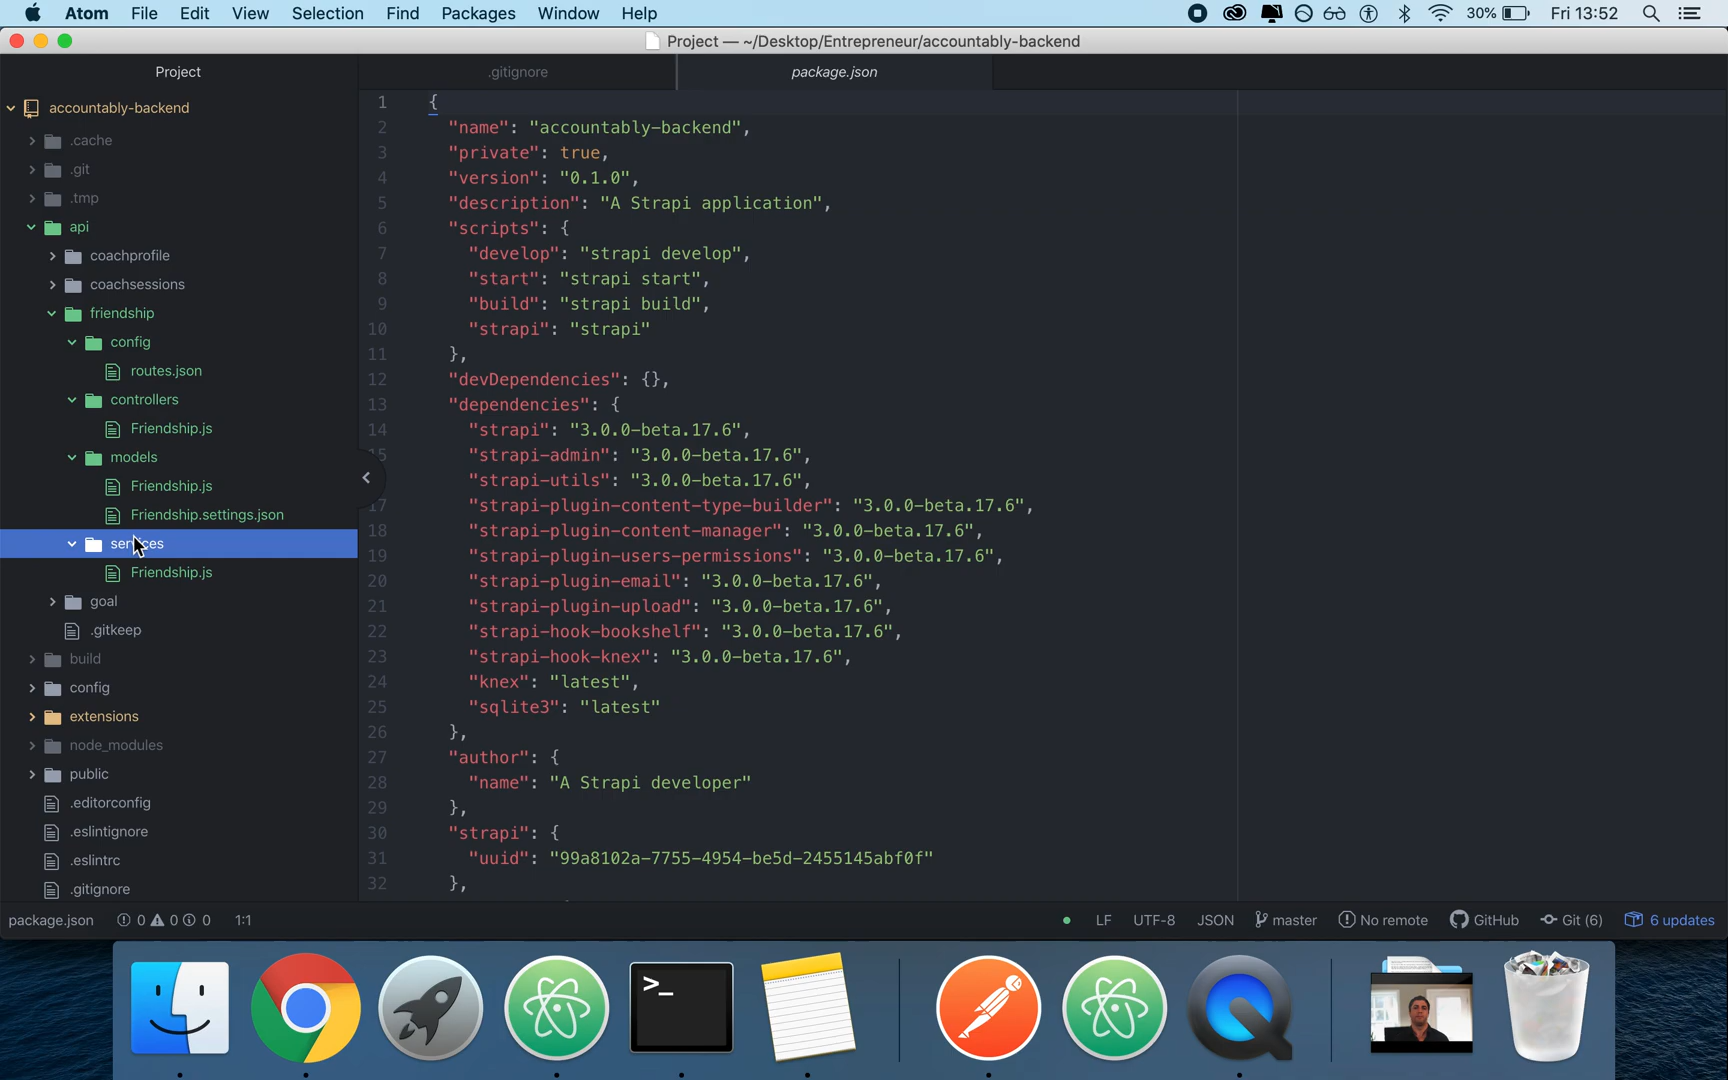 Atom File Edit View Selection Find Packages Window Help 30% Fri 13:52
Project — ~/Desktop/Entrepreneur/accountably-backend
Project
.gitignore
package.json
accountably-backend
.cache
.git
.tmp
api
coachprofile
coachsessions
friendship
config
routes.json
controllers
Friendship.js
models
Friendship.js
Friendship.settings.json
services
Friendship.js
goal
.gitkeep
build
config
extensions
node_modules
public
.editorconfig
.eslintignore
.eslintrc
.gitignore
1 {
2 "name": "accountably-backend",
3 "private": true,
4 "version": "0.1.0",
5 "description": "A Strapi application",
6 "scripts": {
7 "develop": "strapi develop",
8 "start": "strapi start",
9 "build": "strapi build",
10 "strapi": "strapi"
11 },
12 "devDependencies": {},
13 "dependencies": {
14 "strapi": "3.0.0-beta.17.6",
15 "strapi-admin": "3.0.0-beta.17.6",
"strapi-utils": "3.0.0-beta.17.6",
17 "strapi-plugin-content-type-builder": "3.0.0-beta.17.6",
18 "strapi-plugin-content-manager": "3.0.0-beta.17.6",
19 "strapi-plugin-users-permissions": "3.0.0-beta.17.6",
20 "strapi-plugin-email": "3.0.0-beta.17.6",
21 "strapi-plugin-upload": "3.0.0-beta.17.6",
22 "strapi-hook-bookshelf": "3.0.0-beta.17.6",
23 "strapi-hook-knex": "3.0.0-beta.17.6",
24 "knex": "latest",
25 "sqlite3": "latest"
26 },
27 "author": {
28 "name": "A Strapi developer"
29 },
30 "strapi": {
31 "uuid": "99a8102a-7755-4954-be5d-2455145abf0f"
32 },
package.json 0 0 0 1:1 LF UTF-8 JSON master No remote GitHub Git (6) 6 updates
>_